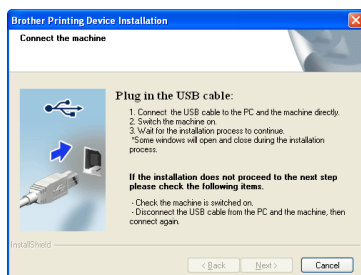 Brother Printing Device Installation
Connect the machine
Plug in the USB cable:
1. Connect the USB cable to the PC and the machine directly.
2. Switch the machine on.
3. Wait for the installation process to continue.
*Some windows will open and close during the installation
process.
If the installation does not proceed to the next step
please check the following items.
- Check the machine is switched on.
- Disconnect the USB cable from the PC and the machine, then
connect again.
InstallShield
< Back
Next >
Cancel